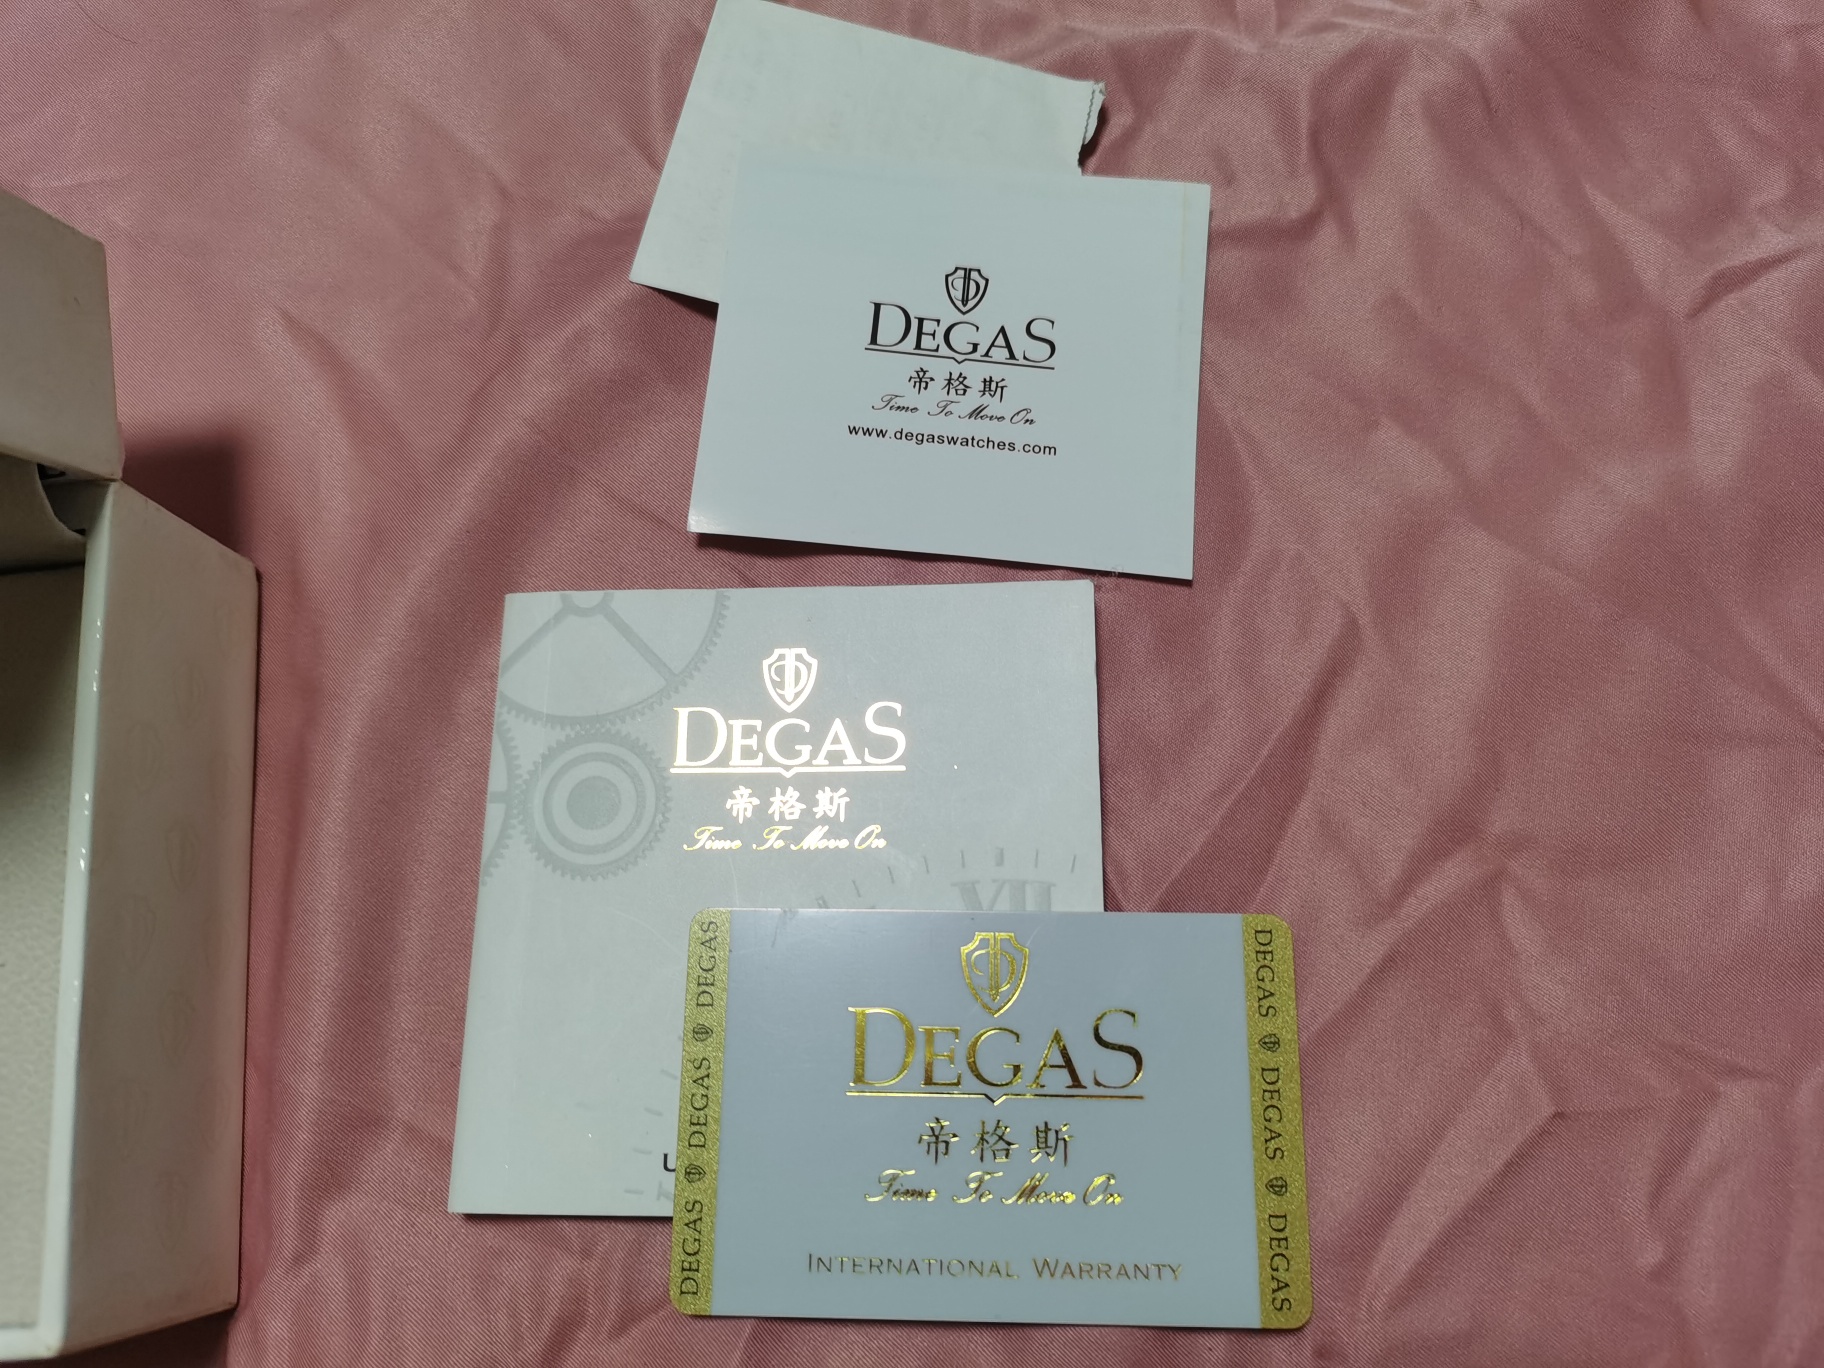 DEGAS
帝格斯
Time To Move On
www.degaswatches.com
DEGAS
帝格斯
Time To Move On
VII
DEGAS DEGAS DEGAS
DEGAS
帝格斯
Time To Move On
INTERNATIONAL WARRANTY
DEGAS DEGAS DEGAS